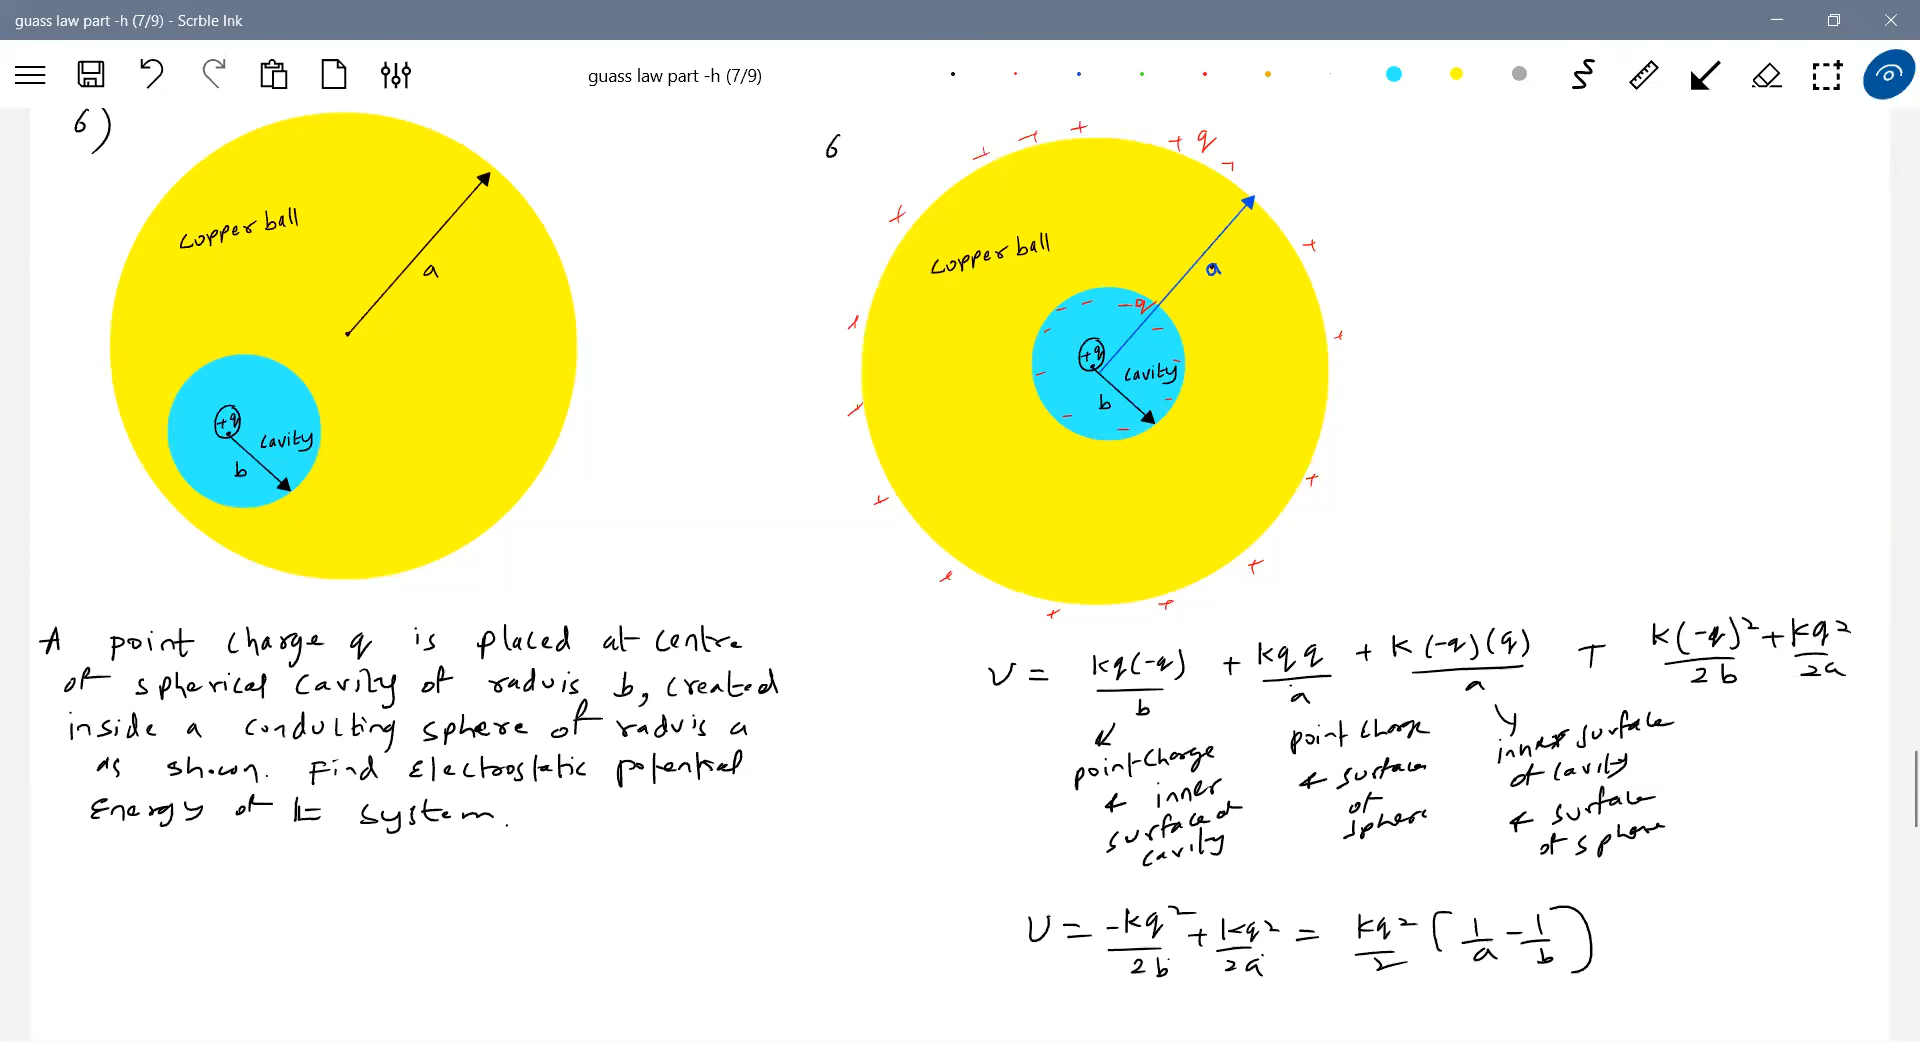 guass law part -h (7/9) - Scrble Ink
guass law part -h (7/9)
6)
copper ball
a
+q
cavity
b
A point charge q is placed at centre
of spherical cavity of raduis b, created
inside a conducting sphere of raduis a
as shown. Find Electrostatic potential
Energy of system.
6
+ + + + q
copper ball
a
- q
+q
cavity
b
U = kq(-q)/b + kqq/a + k(-q)(q)/a + k(-q)²/2b + kq²/2a
point charge
& inner
surface of
cavity
point charge
& surface
of
sphere
inner surface
of cavity
& surface
of sphere
U = -kq²/2b + kq²/2a = kq²/2 [1/a - 1/b]